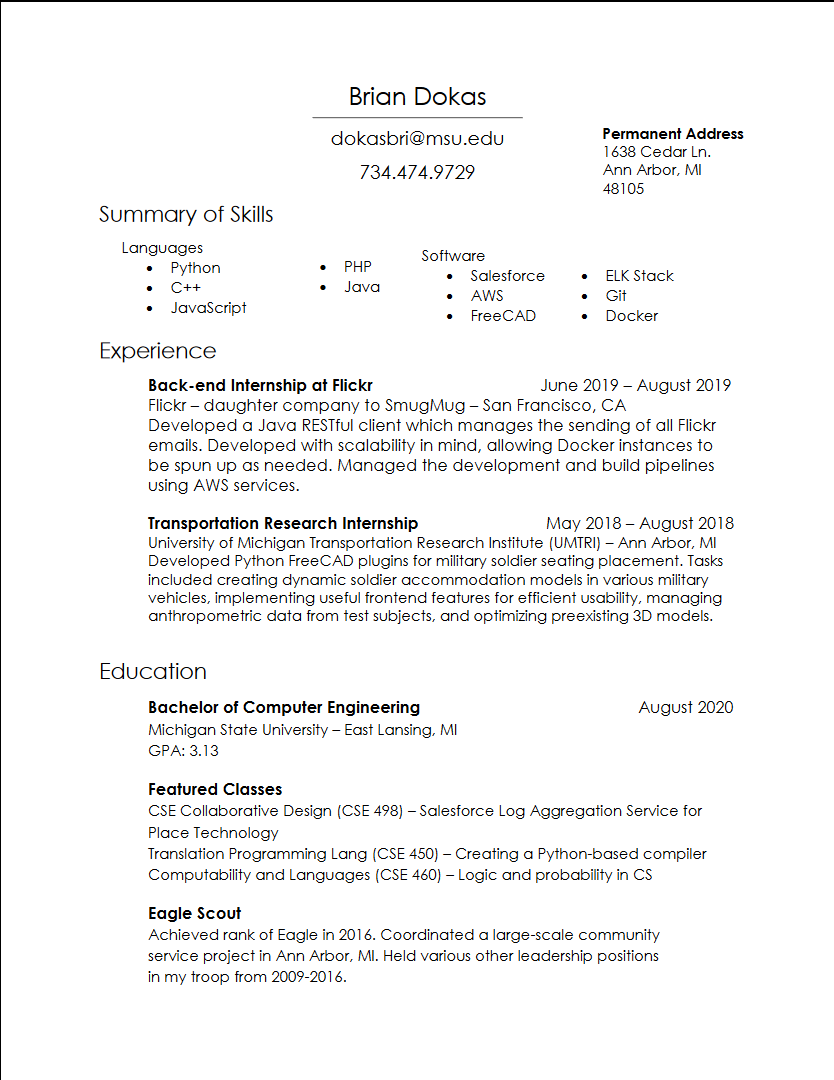 Brian Dokas
dokasbri@msu.edu
734.474.9729
Permanent Address
1638 Cedar Ln.
Ann Arbor, MI
48105
Summary of Skills
Languages
• Python
• C++
• JavaScript
• PHP
• Java
Software
• Salesforce
• AWS
• FreeCAD
• ELK Stack
• Git
• Docker
Experience
Back-end Internship at Flickr June 2019 – August 2019
Flickr – daughter company to SmugMug – San Francisco, CA
Developed a Java RESTful client which manages the sending of all Flickr
emails. Developed with scalability in mind, allowing Docker instances to
be spun up as needed. Managed the development and build pipelines
using AWS services.
Transportation Research Internship May 2018 – August 2018
University of Michigan Transportation Research Institute (UMTRI) – Ann Arbor, MI
Developed Python FreeCAD plugins for military soldier seating placement. Tasks
included creating dynamic soldier accommodation models in various military
vehicles, implementing useful frontend features for efficient usability, managing
anthropometric data from test subjects, and optimizing preexisting 3D models.
Education
Bachelor of Computer Engineering August 2020
Michigan State University – East Lansing, MI
GPA: 3.13
Featured Classes
CSE Collaborative Design (CSE 498) – Salesforce Log Aggregation Service for
Place Technology
Translation Programming Lang (CSE 450) – Creating a Python-based compiler
Computability and Languages (CSE 460) – Logic and probability in CS
Eagle Scout
Achieved rank of Eagle in 2016. Coordinated a large-scale community
service project in Ann Arbor, MI. Held various other leadership positions
in my troop from 2009-2016.